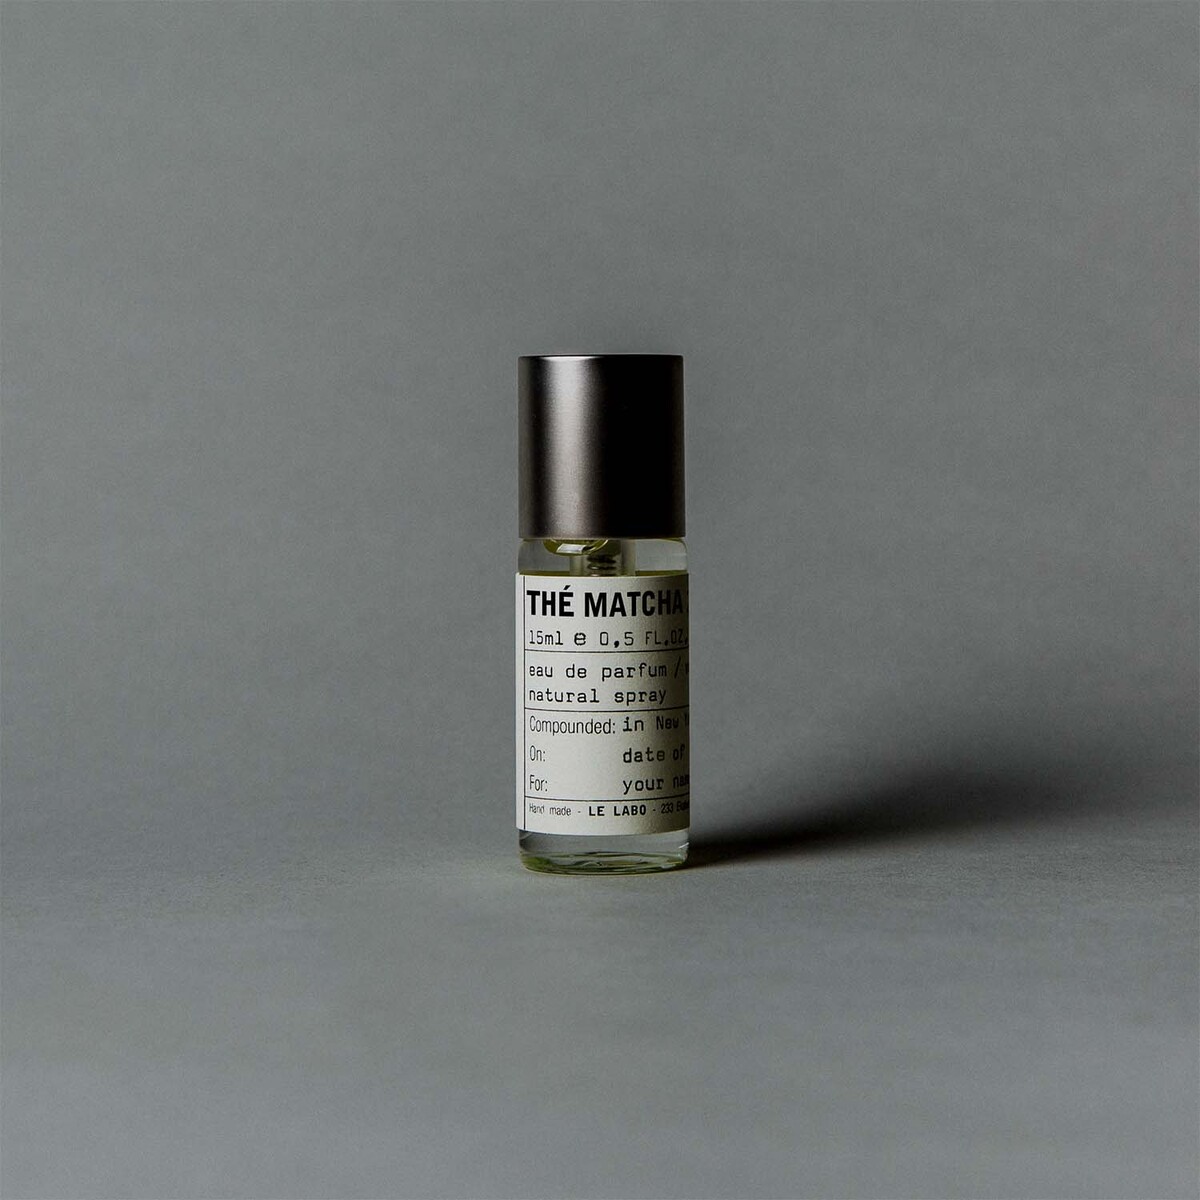 THÉ MATCHA
15ml e 0,5 FL.OZ.
eau de parfum /
natural spray
Compounded: in New
On: date of
For: your
Hand made - LE LABO - 233